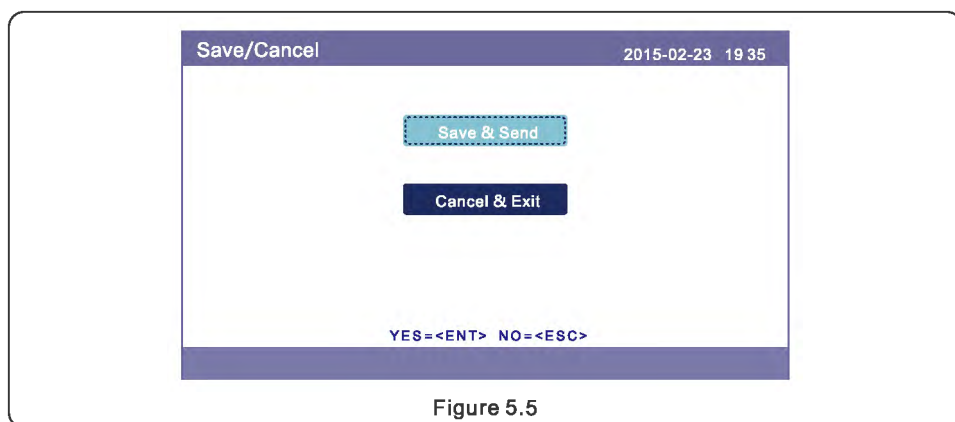 Save/Cancel 2015-02-23 19 35
Save & Send
Cancel & Exit
YES=<ENT> NO=<ESC>
Figure 5.5